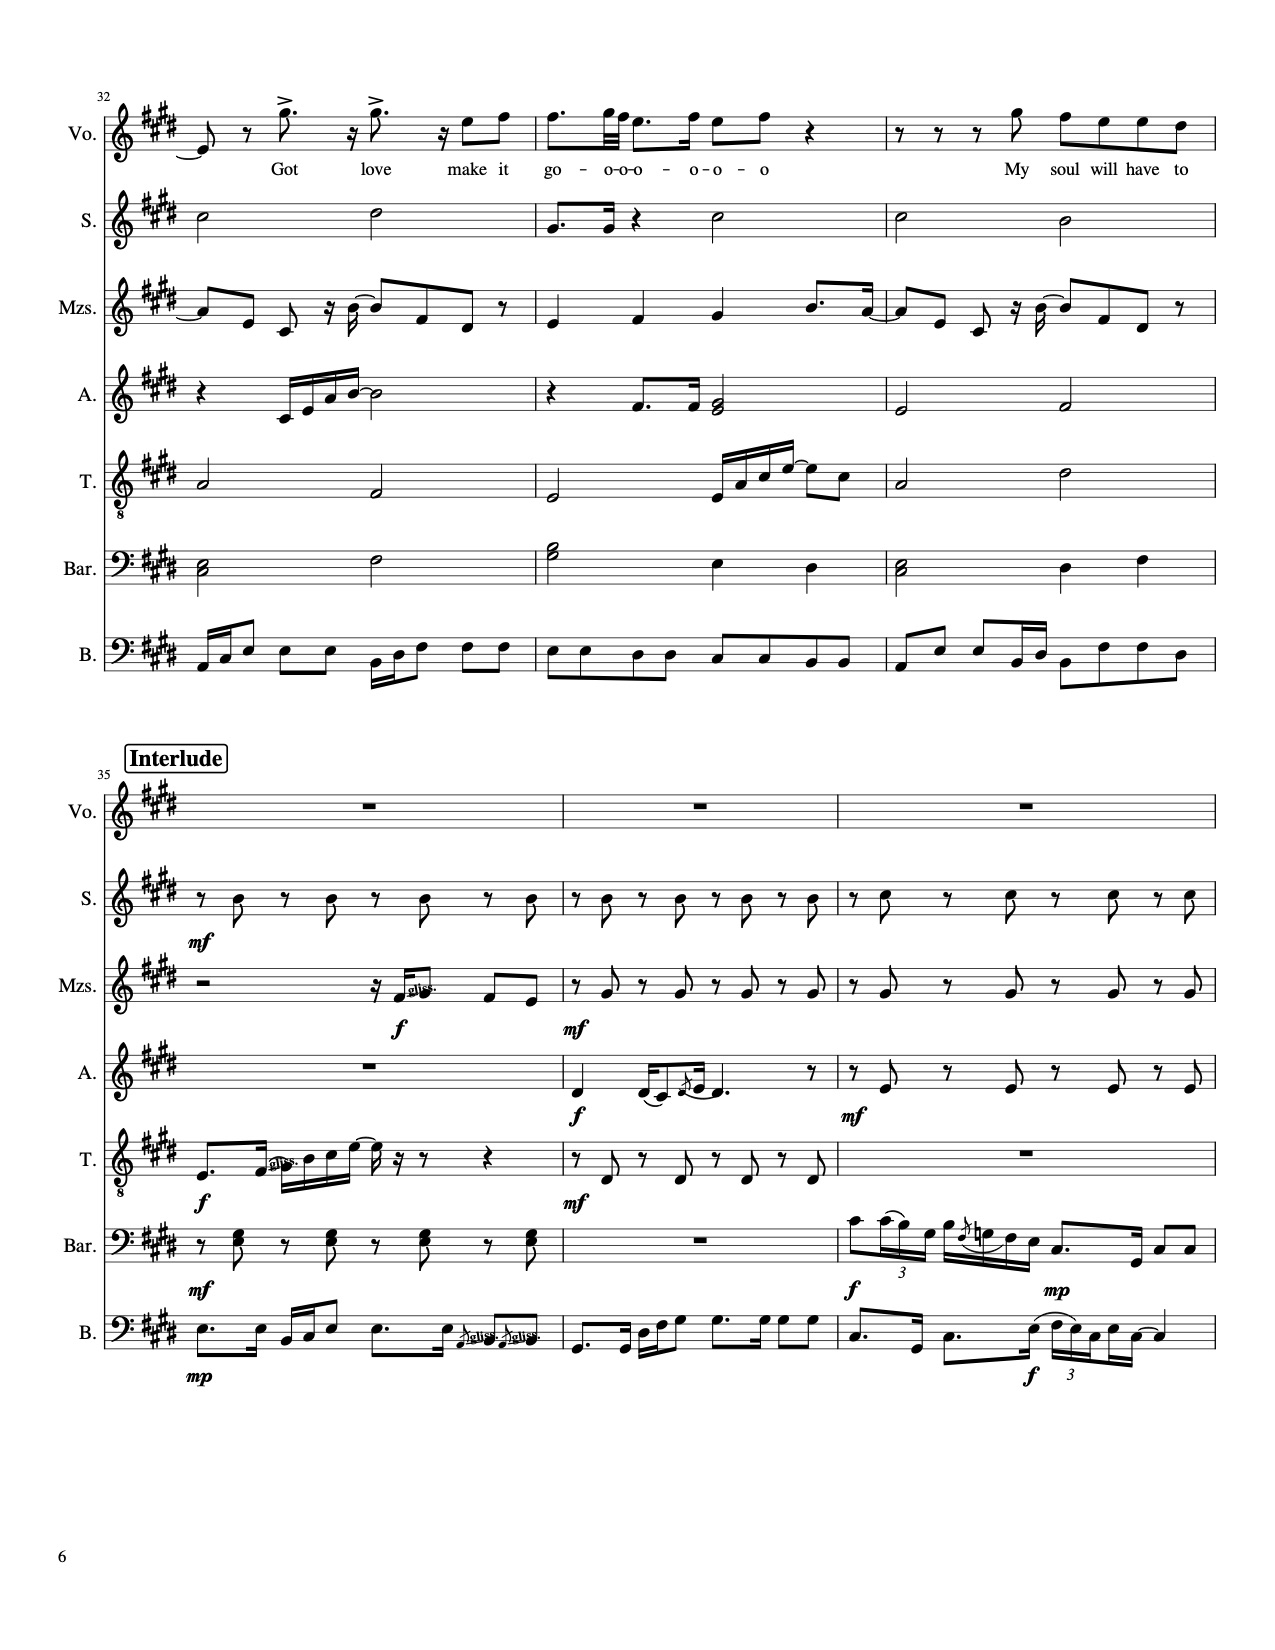 32
Vo.
Got love make it go – o–o–o – o–o – o My soul will have to
S.
Mzs.
A.
T.
8
Bar.
B.
Interlude
35
Vo.
S.
mf
Mzs.
gliss.
f mf
A.
f mf
T.
gliss.
8
f mf
Bar.
3
mf f mp
B.
gliss. gliss.
mp f 3
6